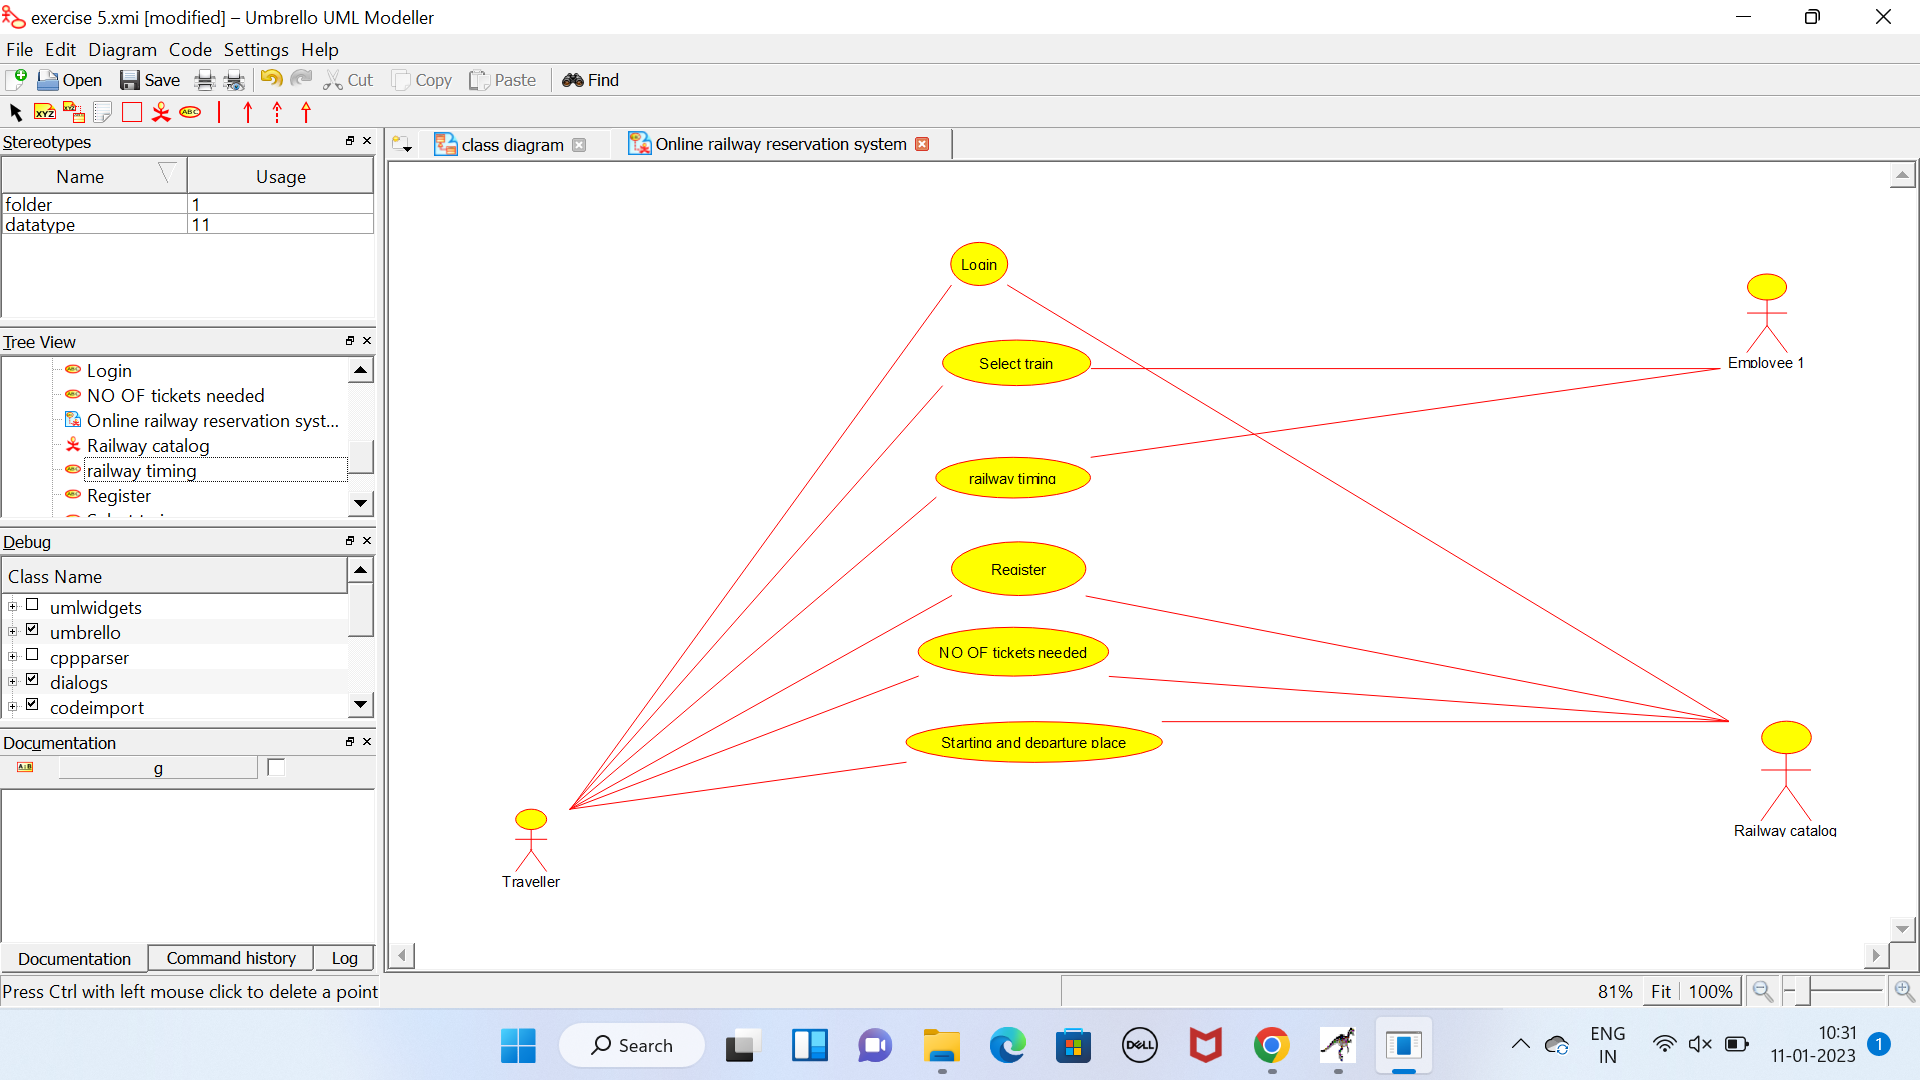 exercise 5.xmi [modified] – Umbrello UML Modeller
File Edit Diagram Code Settings Help
Open Save Cut Copy Paste Find
XYZ XYZ ABC
Stereotypes
Name Usage
folder 1
datatype 11
Tree View
Login
NO OF tickets needed
Online railway reservation syst...
Railway catalog
railway timing
Register
Debug
Class Name
umlwidgets
umbrello
cppparser
dialogs
codeimport
Documentation
g
Documentation Command history Log
class diagram Online railway reservation system
Login
Select train
railway timing
Register
NO OF tickets needed
Starting and departure place
Employee 1
Railway catalog
Traveller
Press Ctrl with left mouse click to delete a point
81% Fit 100%
Search
DELL
ENG
IN
10:31
11-01-2023
1